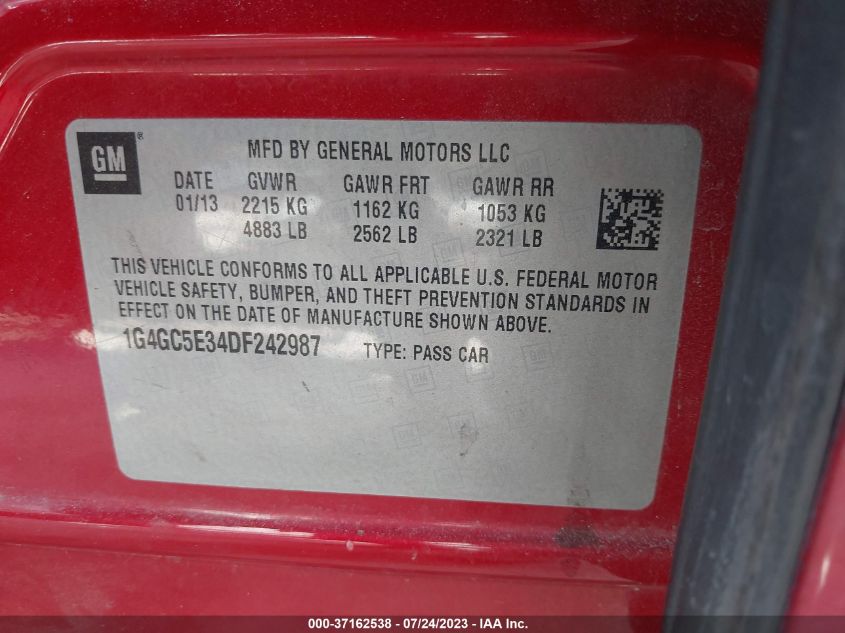 GM®
MFD BY GENERAL MOTORS LLC
DATE GVWR GAWR FRT GAWR RR
01/13 2215 KG 1162 KG 1053 KG
4883 LB 2562 LB 2321 LB
THIS VEHICLE CONFORMS TO ALL APPLICABLE U.S. FEDERAL MOTOR
VEHICLE SAFETY, BUMPER, AND THEFT PREVENTION STANDARDS IN
EFFECT ON THE DATE OF MANUFACTURE SHOWN ABOVE.
1G4GC5E34DF242987 TYPE: PASS CAR
000-37162538 - 07/24/2023 - IAA Inc.